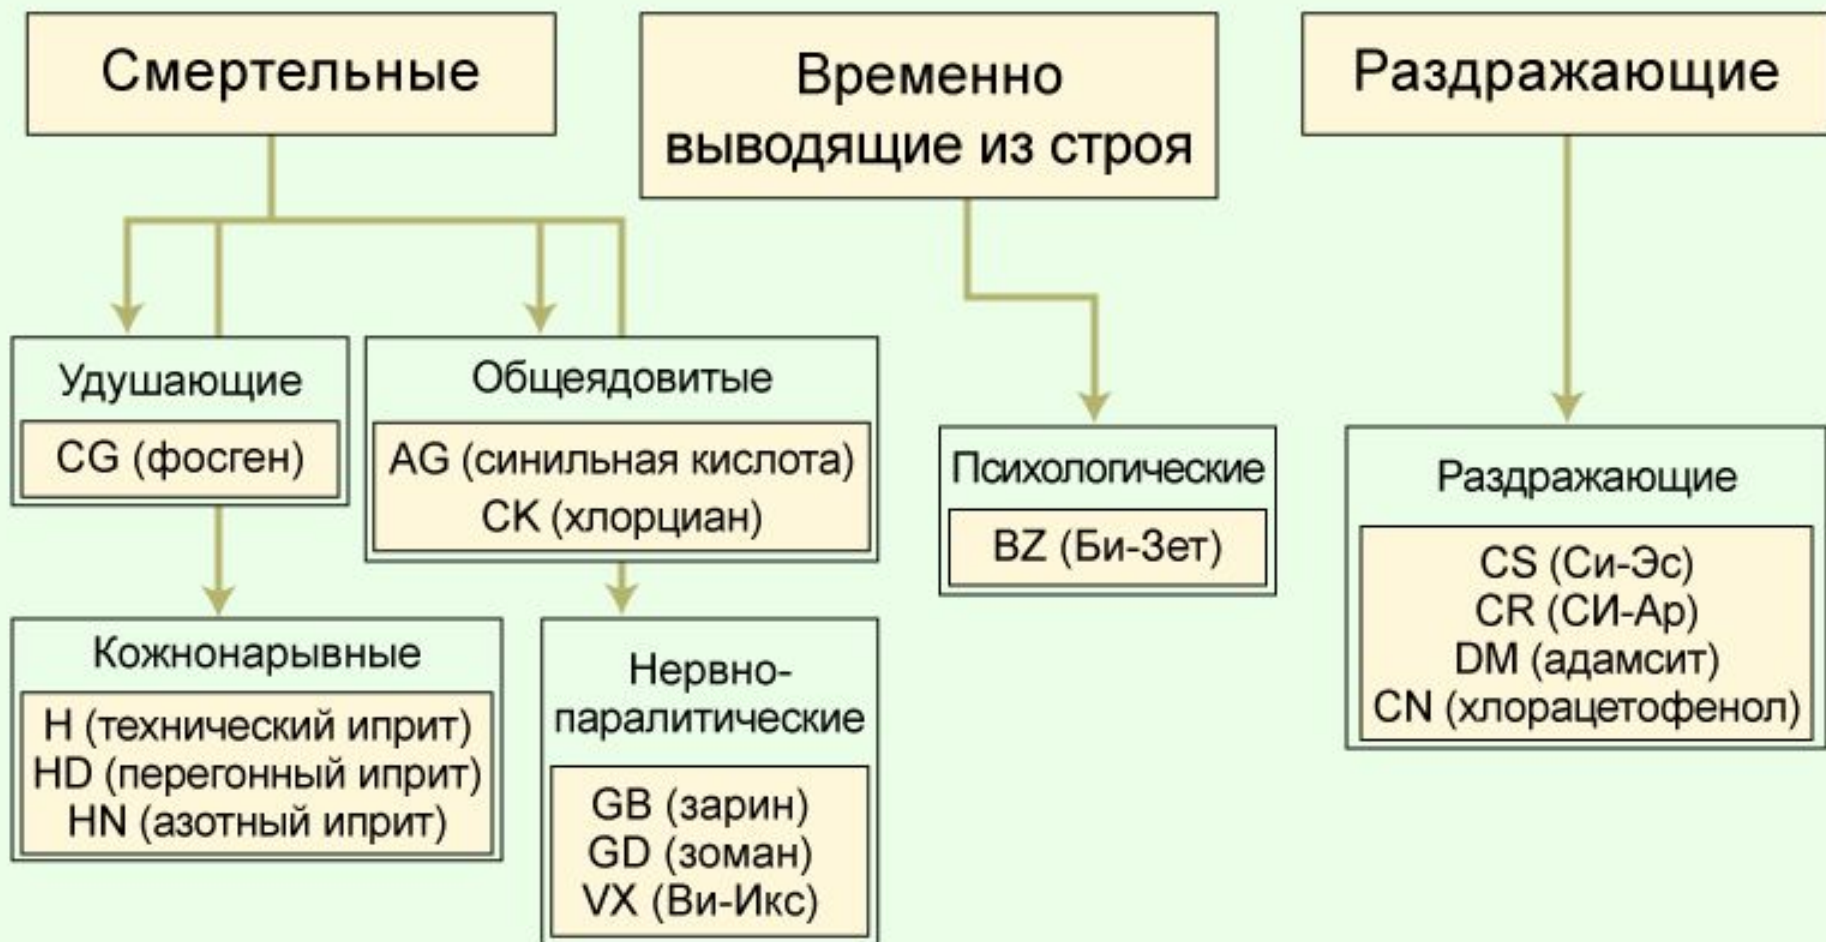 Смертельные
Временно
выводящие из строя
Раздражающие
Удушающие
CG (фосген)
Общеядовитые
AG (синильная кислота)
CK (хлорциан)
Психологические
BZ (Би-Зет)
Раздражающие
CS (Си-Эс)
CR (СИ-Ар)
DM (адамсит)
CN (хлорацетофенол)
Кожнонарывные
H (технический иприт)
HD (перегонный иприт)
HN (азотный иприт)
Нервно-
паралитические
GB (зарин)
GD (зоман)
VX (Ви-Икс)